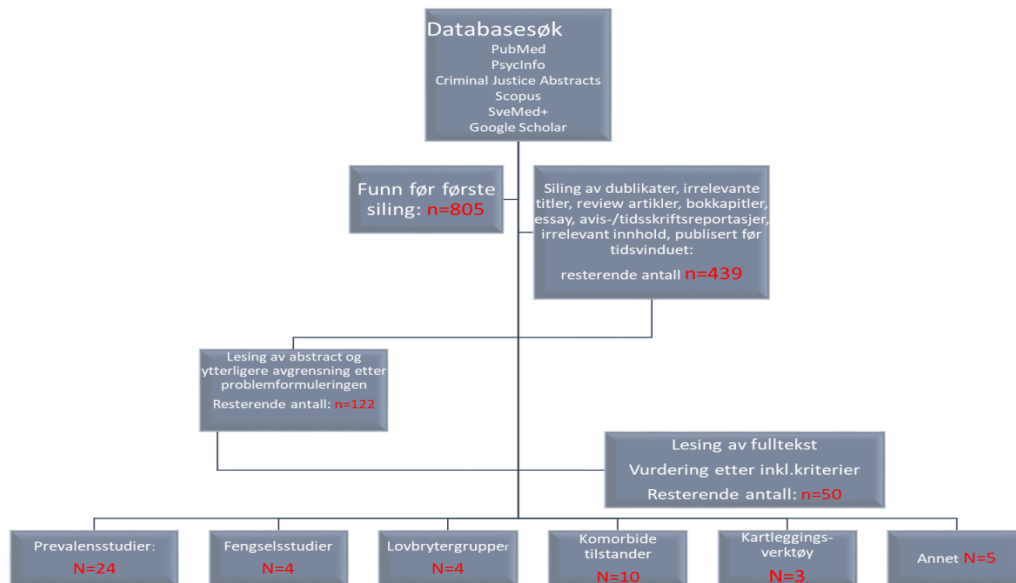 Databasesøk
PubMed
PsycInfo
Criminal Justice Abstracts
Scopus
SveMed+
Google Scholar
Funn før første
siling: n=805
Siling av dublikater, irrelevante
titler, review artikler, bokkapitler,
essay, avis-/tidsskriftsreportasjer,
irrelevant innhold, publisert før
tidsvinduet:
resterende antall n=439
Lesing av abstract og
ytterligere avgrensning etter
problemformuleringen
Resterende antall: n=122
Lesing av fulltekst
Vurdering etter inkl.kriterier
Resterende antall: n=50
Prevalensstudier:
N=24
Fengselsstudier
N=4
Lovbrytergrupper
N=4
Komorbide
tilstander
N=10
Kartleggings-
verktøy
N=3
Annet N=5